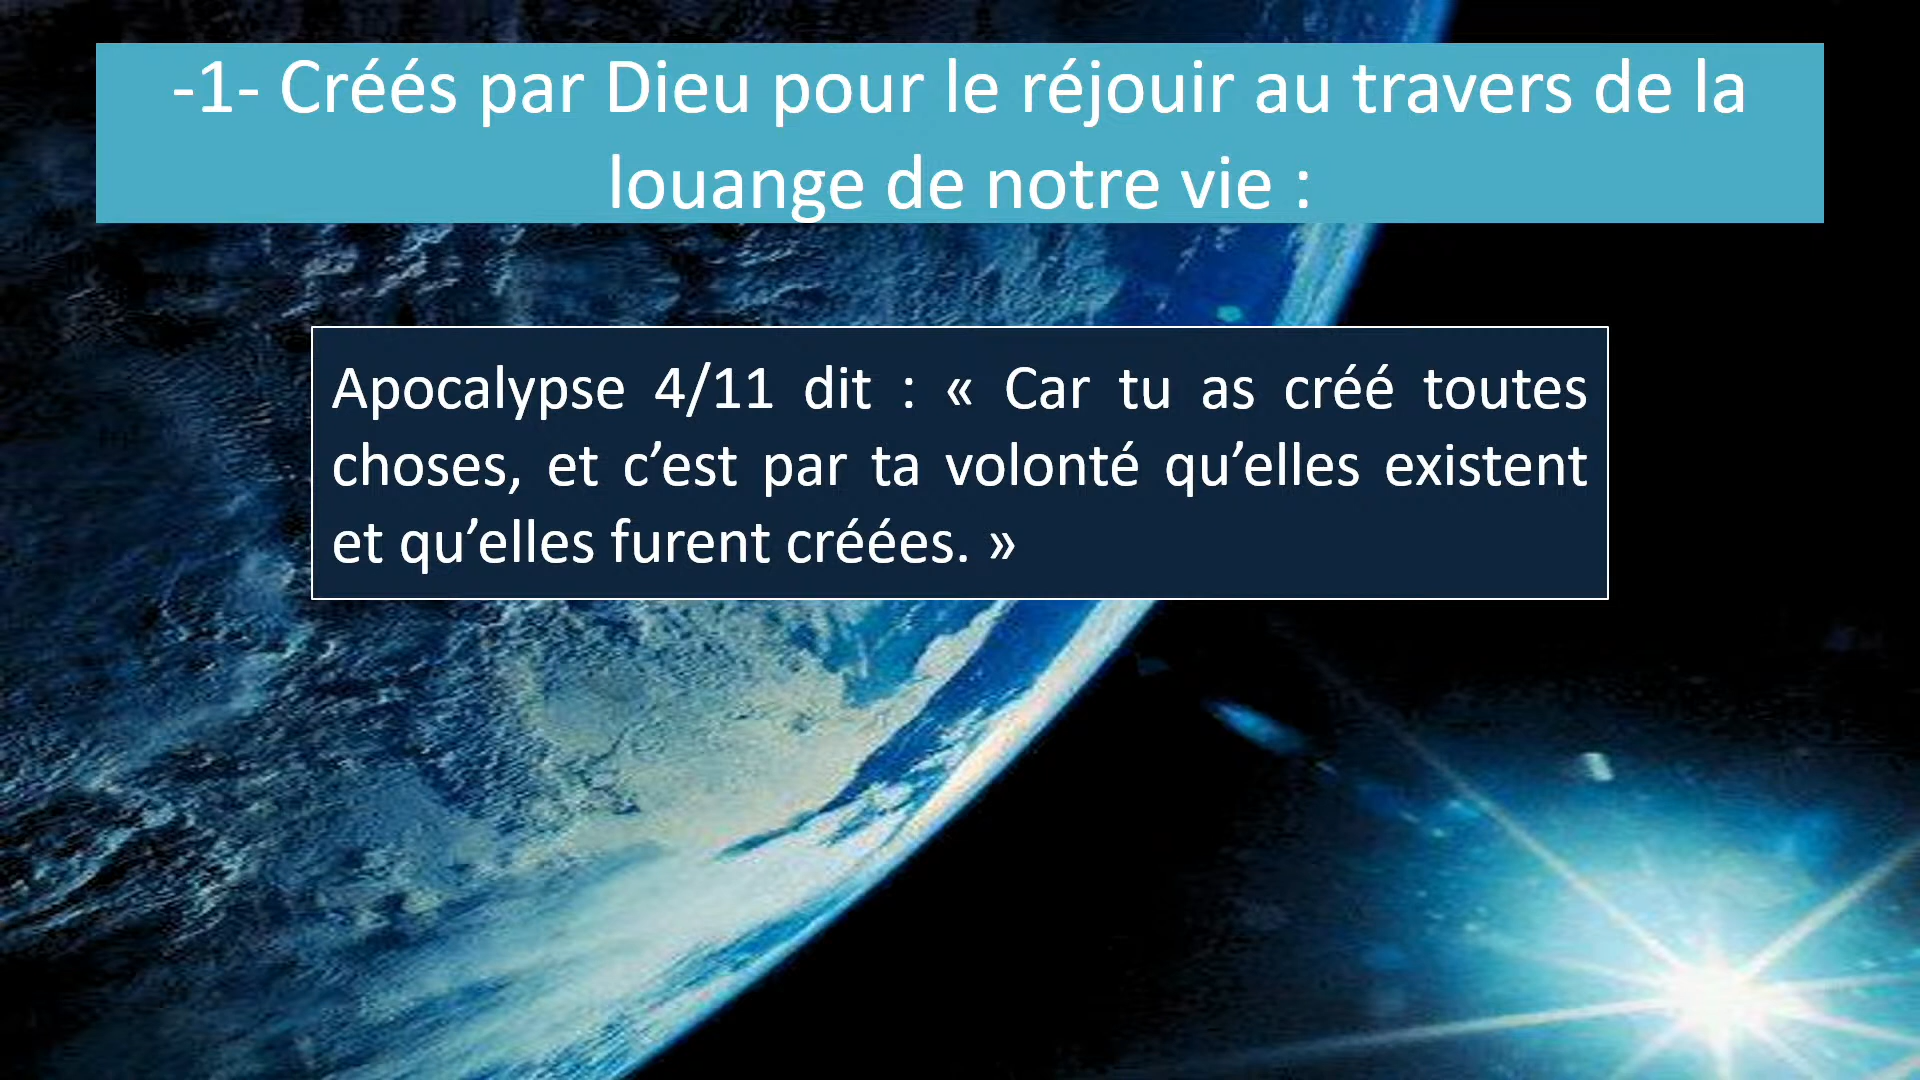 -1- Créés par Dieu pour le réjouir au travers de la
louange de notre vie :
Apocalypse 4/11 dit : « Car tu as créé toutes
choses, et c’est par ta volonté qu’elles existent
et qu’elles furent créées. »